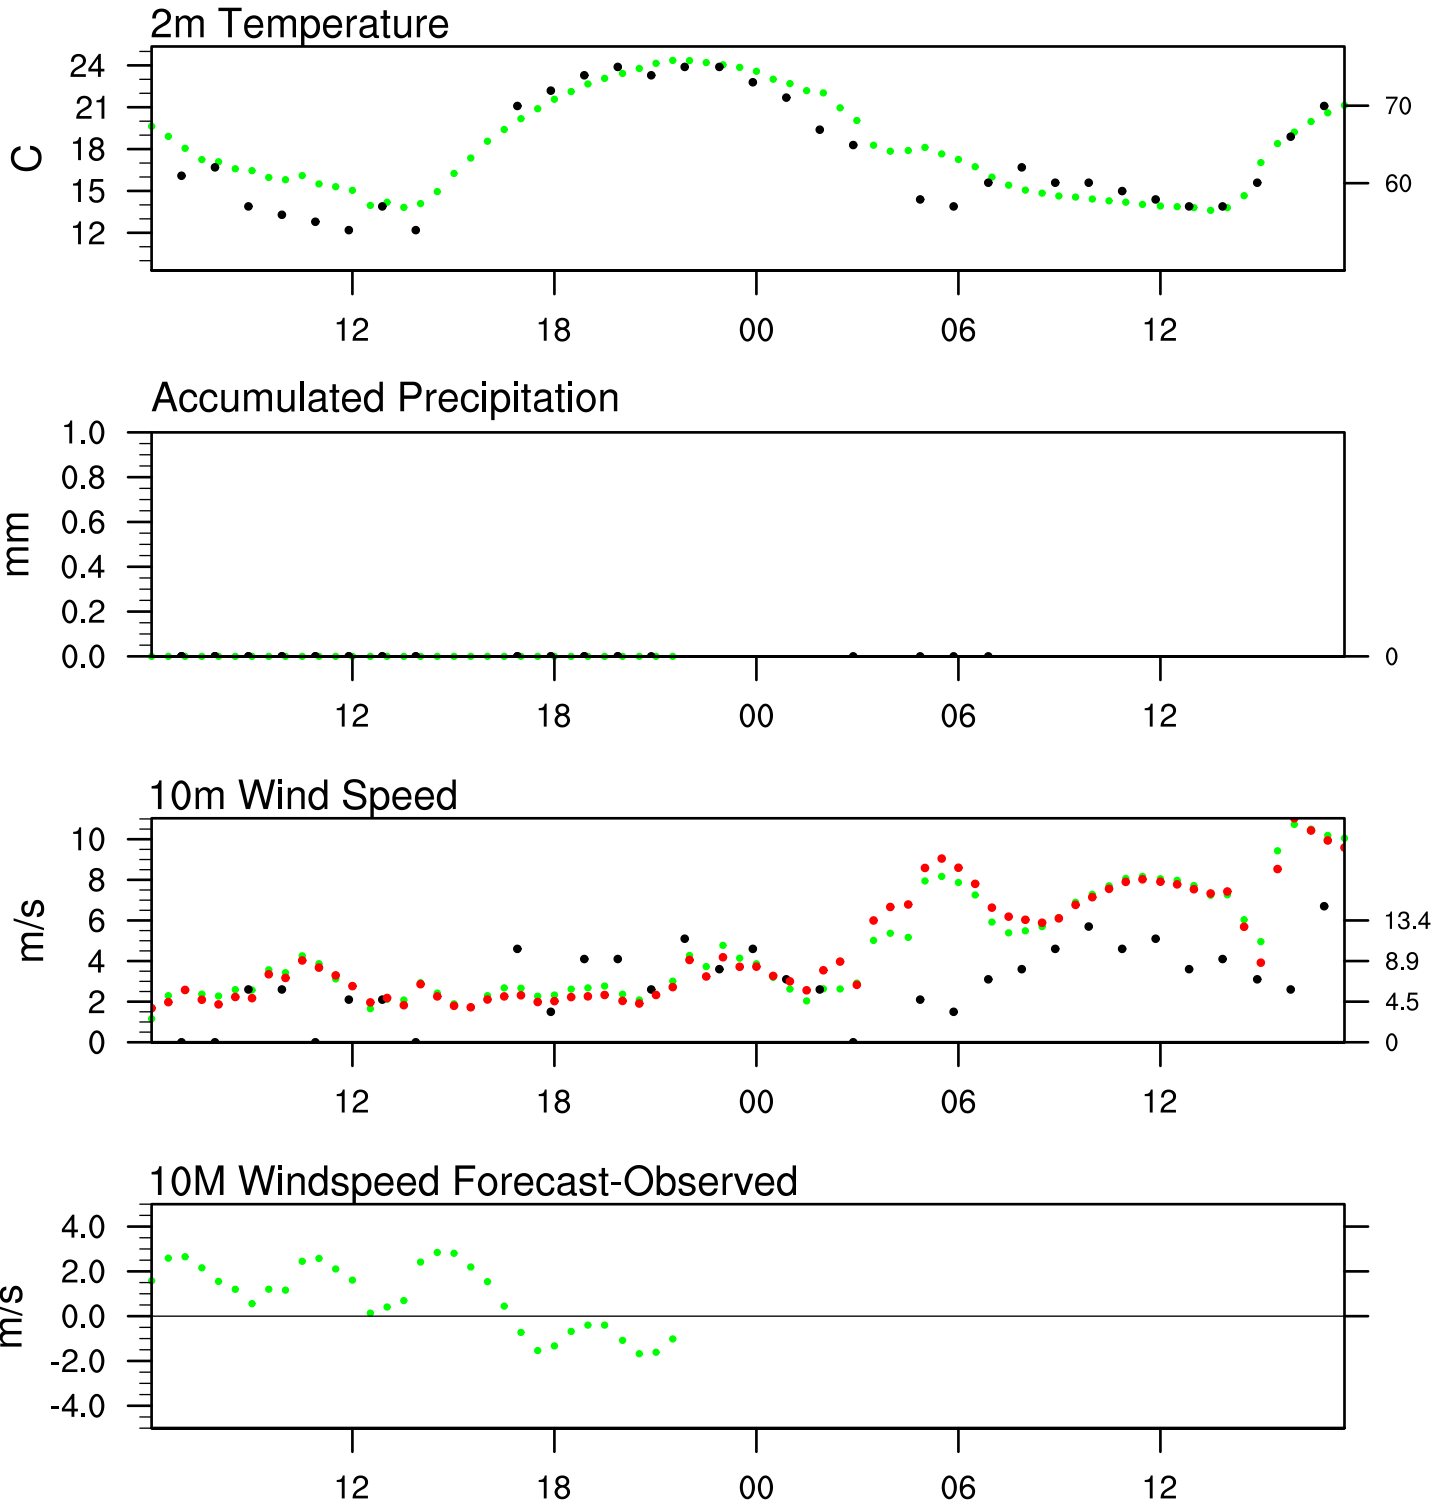 2m Temperature
24
21
18
15
12
C
70
60
12 18 00 06 12
Accumulated Precipitation
1.0
0.8
0.6
0.4
0.2
0.0
mm
0
12 18 00 06 12
10m Wind Speed
10
8
6
4
2
0
m/s
13.4
8.9
4.5
0
12 18 00 06 12
10M Windspeed Forecast-Observed
4.0
2.0
0.0
-2.0
-4.0
m/s
12 18 00 06 12